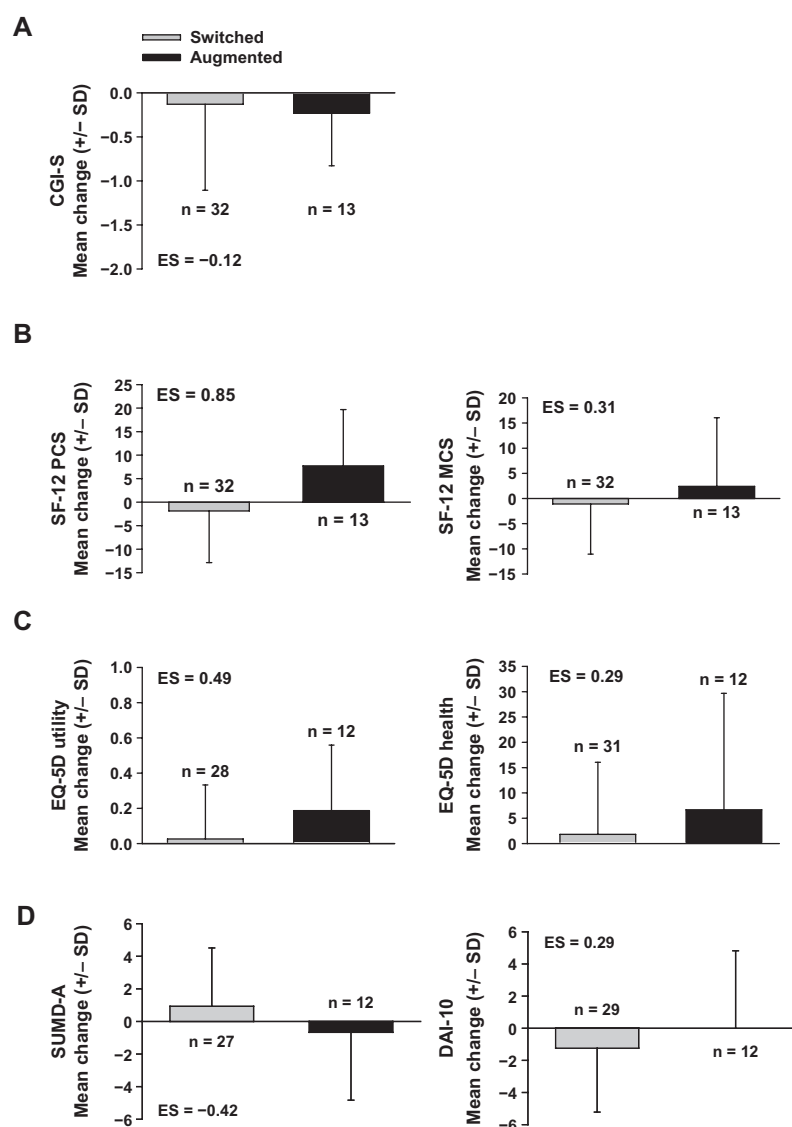 A
Switched
Augmented
CGI-S
Mean change (+/− SD)
0.0
−0.5
−1.0
−1.5
−2.0
n = 32
n = 13
ES = −0.12
B
SF-12 PCS
Mean change (+/− SD)
25
20
15
10
5
0
−5
−10
−15
ES = 0.85
n = 32
n = 13
SF-12 MCS
Mean change (+/− SD)
20
15
10
5
0
−5
−10
−15
ES = 0.31
n = 32
n = 13
C
EQ-5D utility
Mean change (+/− SD)
1.0
0.8
0.6
0.4
0.2
0.0
ES = 0.49
n = 28
n = 12
EQ-5D health
Mean change (+/− SD)
35
30
25
20
15
10
5
0
ES = 0.29
n = 31
n = 12
D
SUMD-A
Mean change (+/− SD)
6
4
2
0
−2
−4
−6
n = 27
n = 12
ES = −0.42
DAI-10
Mean change (+/− SD)
6
4
2
0
−2
−4
−6
ES = 0.29
n = 29
n = 12